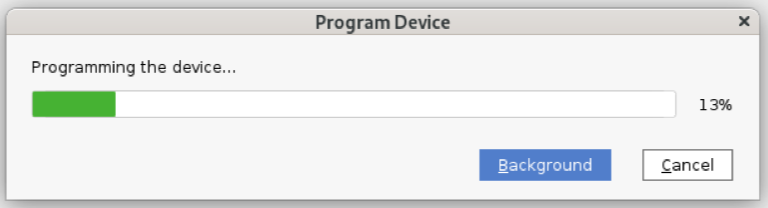 Program Device
Programming the device...
13%
Background
Cancel